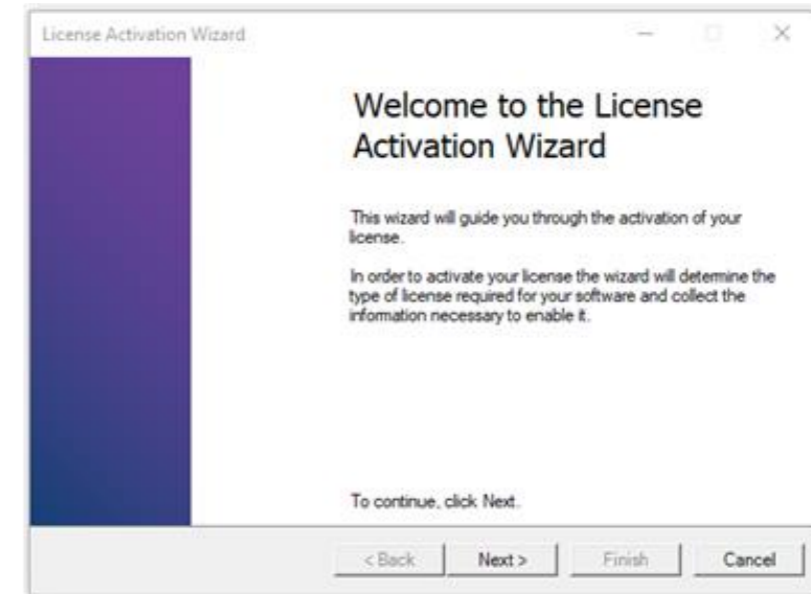 License Activation Wizard
Welcome to the License
Activation Wizard
This wizard will guide you through the activation of your
license.
In order to activate your license the wizard will determine the
type of license required for your software and collect the
information necessary to enable it.
To continue, click Next.
< Back Next > Finish Cancel